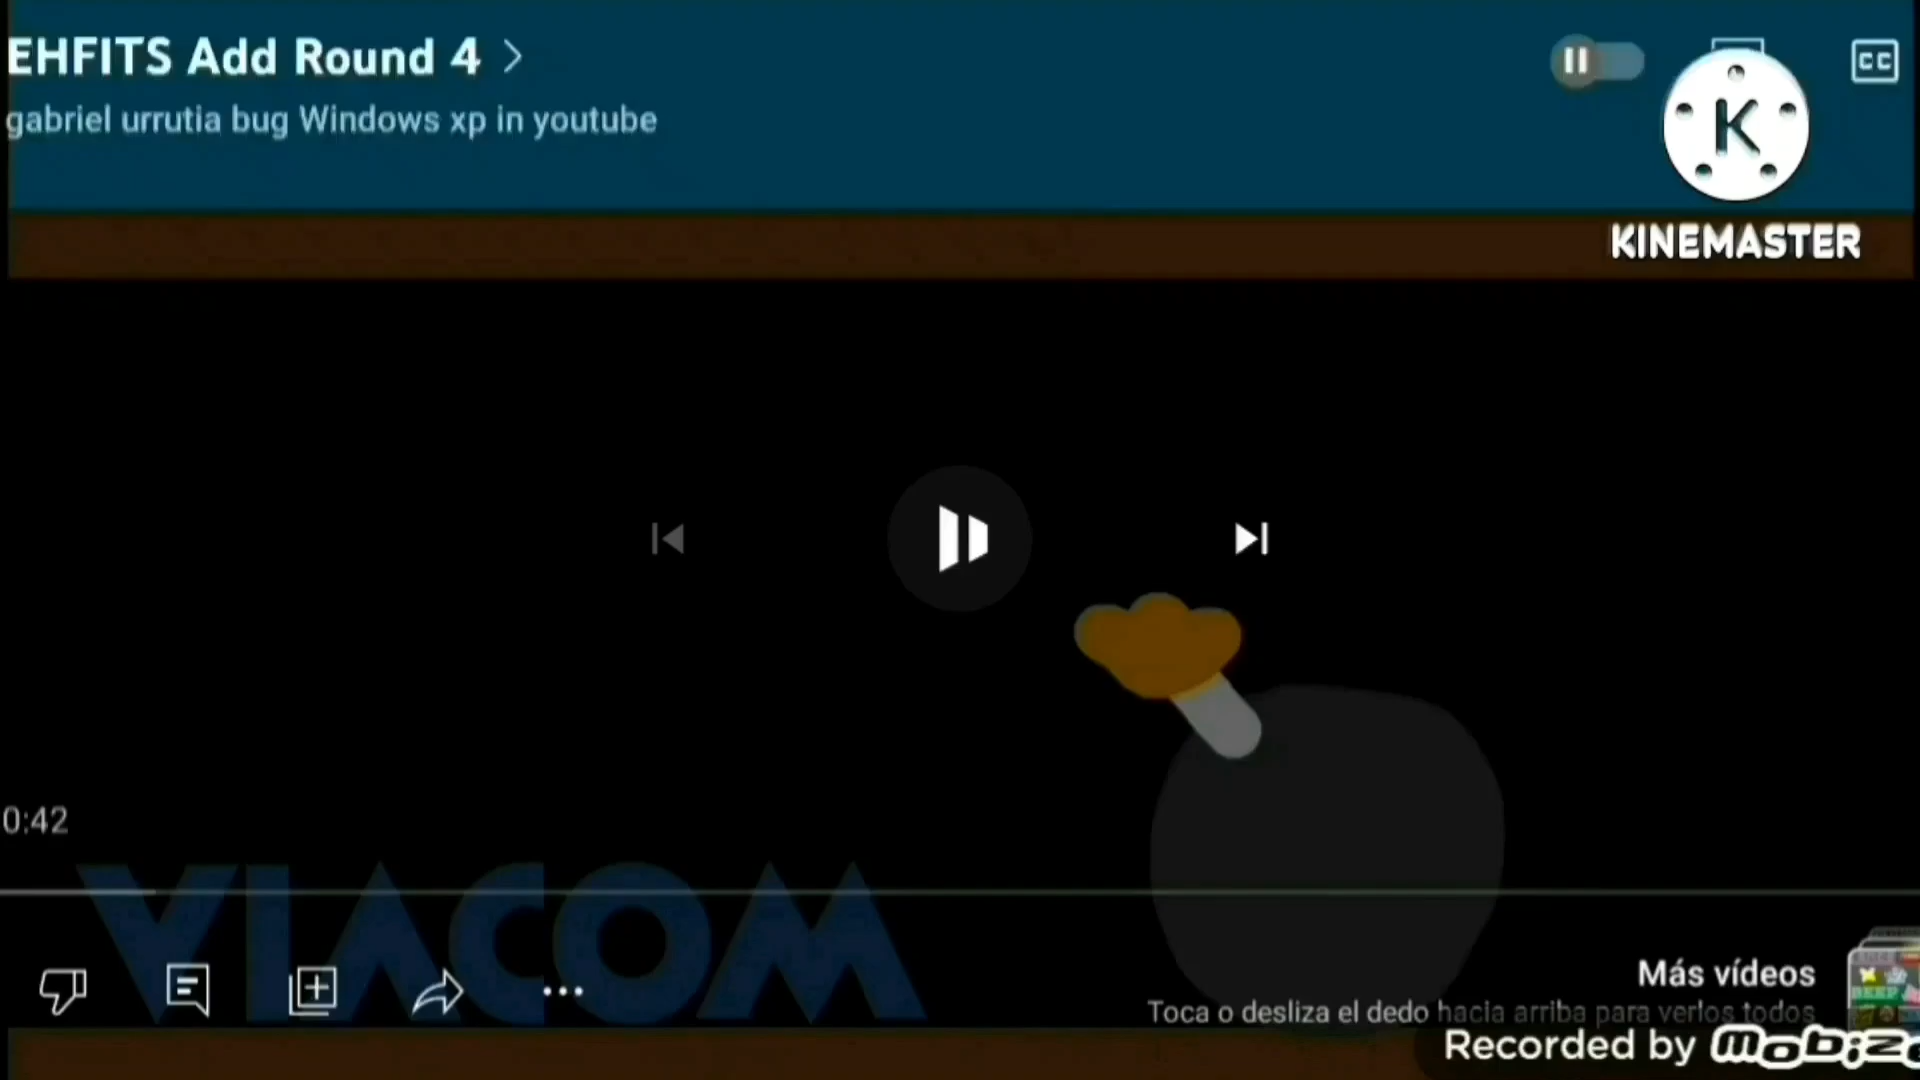 EHFITS Add Round 4
gabriel urrutia bug Windows xp in youtube
CC
K
KINEMASTER
0:42
VIACOM
Más vídeos
Toca o desliza el dedo hacia arriba para verlos todos
Recorded by